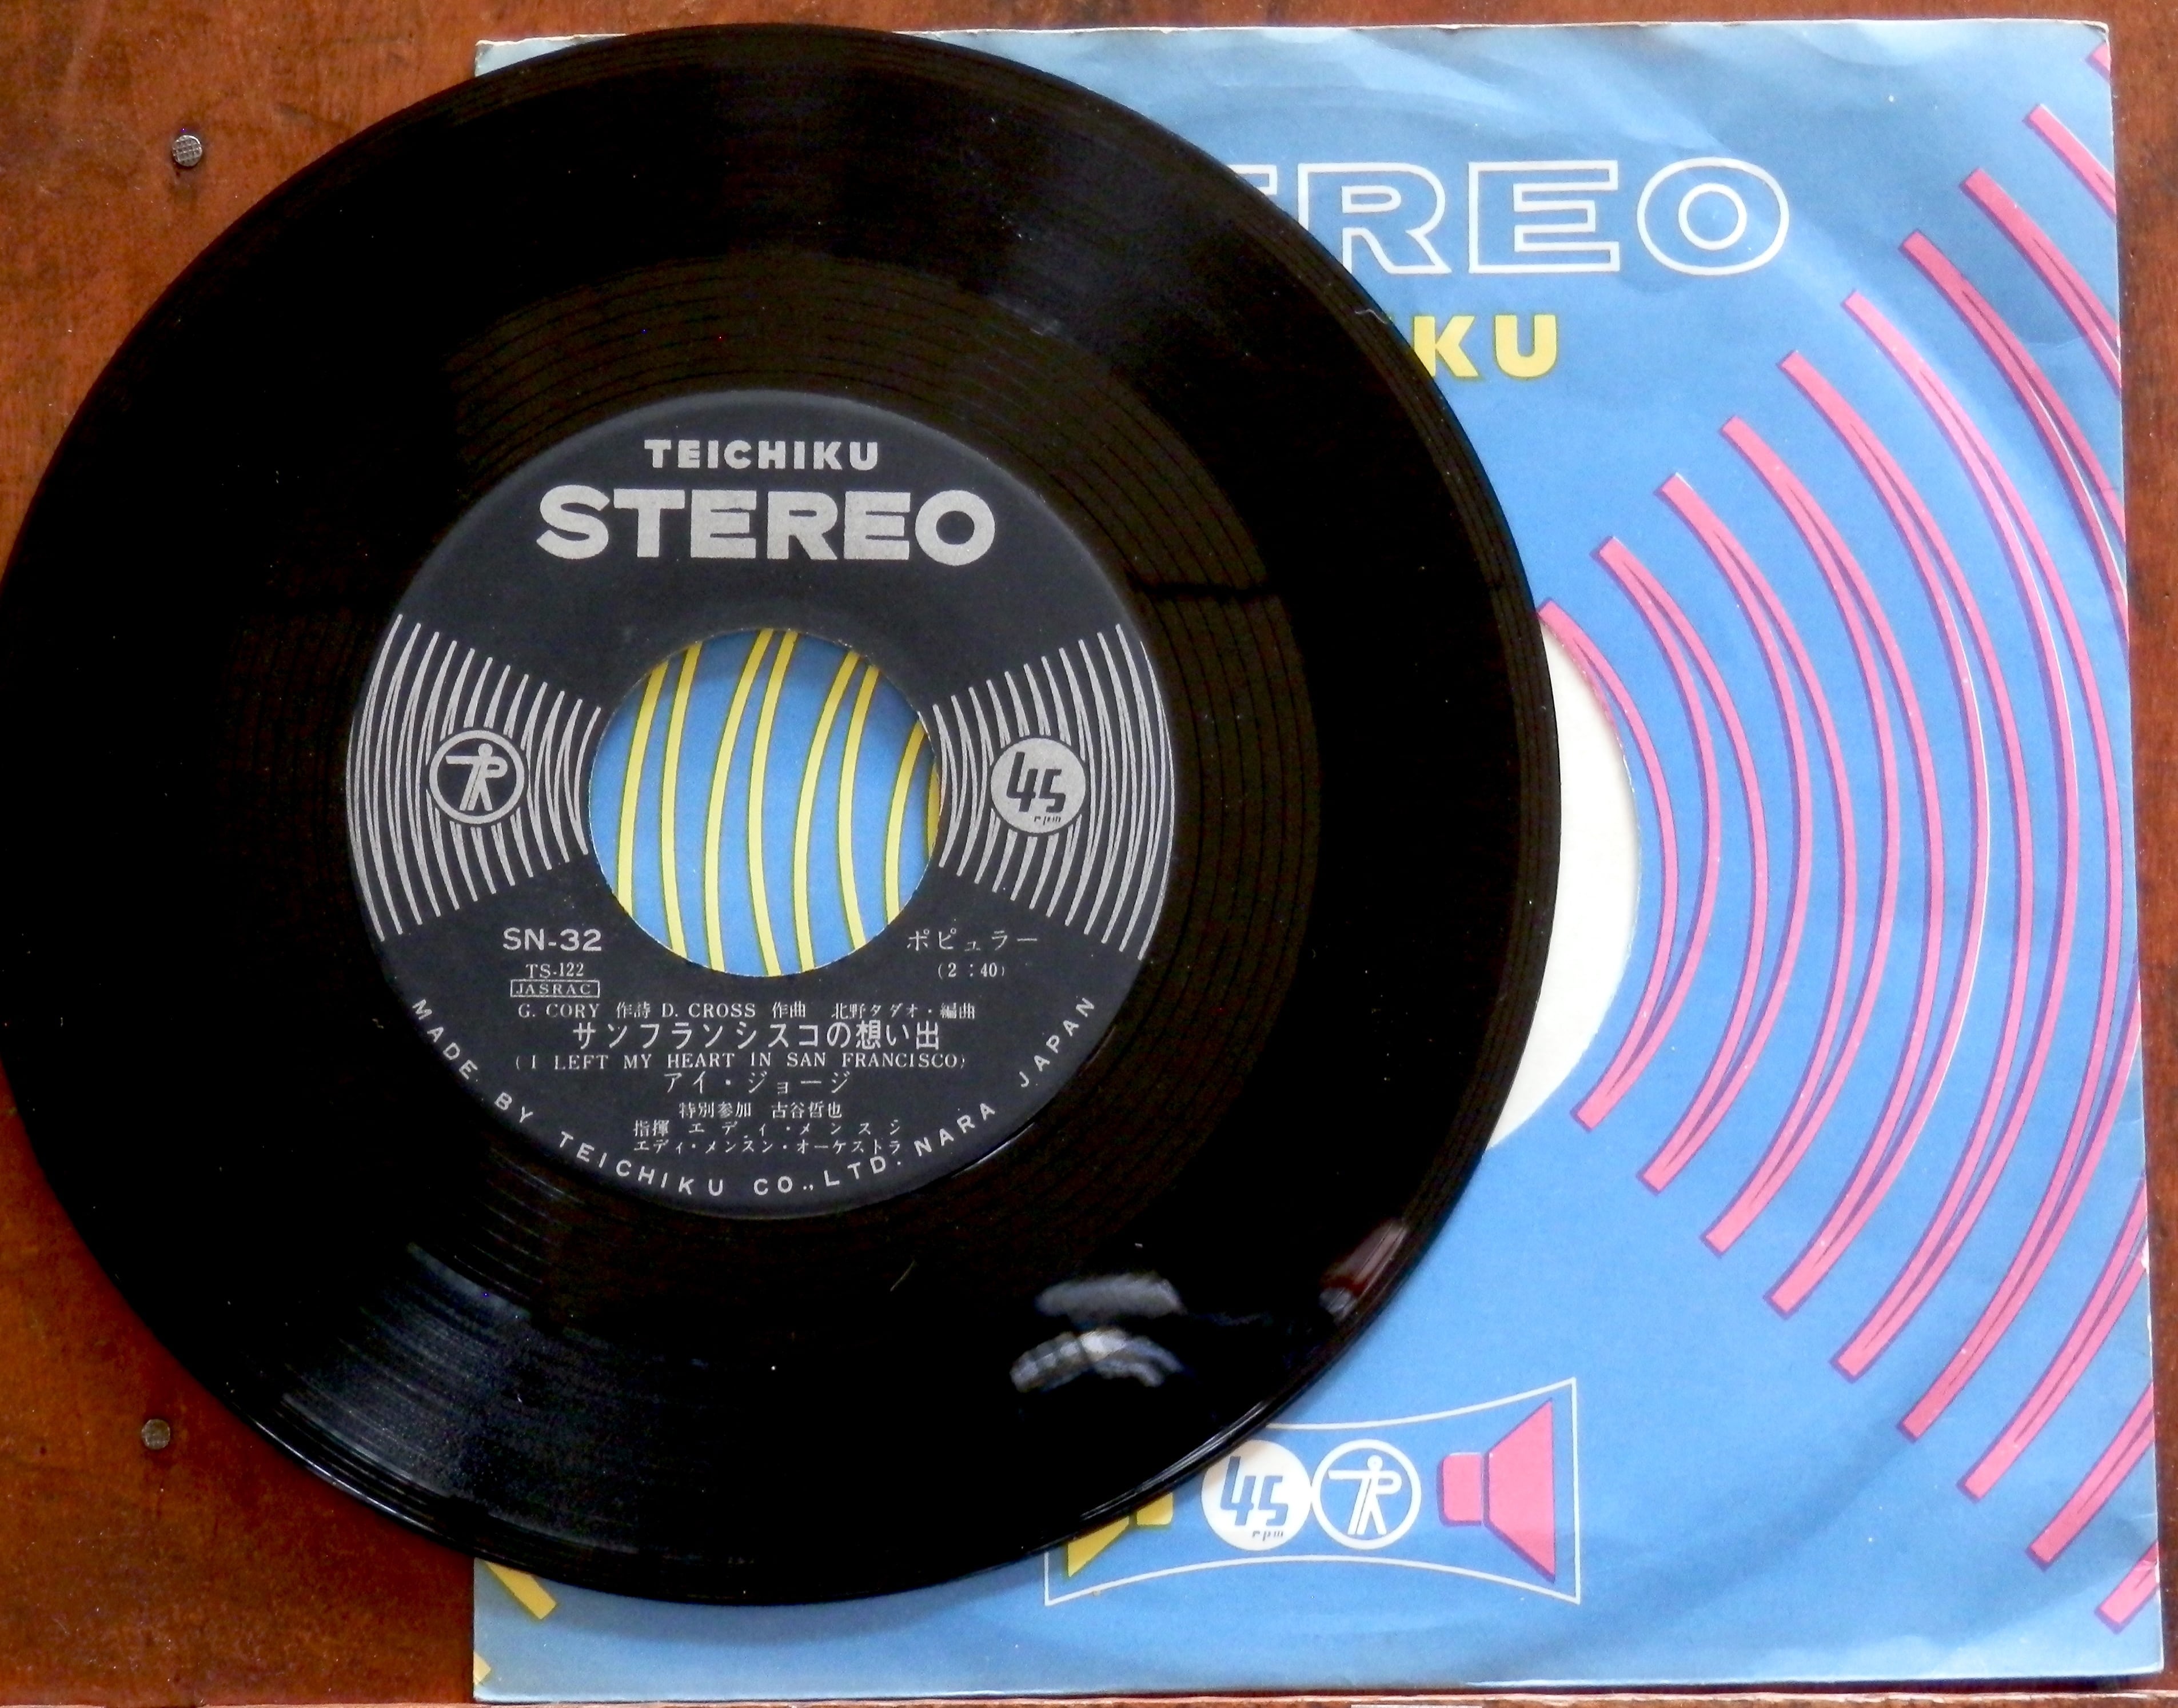 TEICHIKU
STEREO
45
rpm
SN-32
ポピュラー
TS-122
(2:40)
JASRAC
G. CORY 作詩 D. CROSS 作曲 北野タダオ・編曲
サンフランシスコの想い出
(I LEFT MY HEART IN SAN FRANCISCO)
アイ・ジョージ
特別参加 古谷哲也
指揮 エディ・メンスン
エディ・メンスン・オーケストラ
MADE BY TEICHIKU CO., LTD. NARA JAPAN
EREO
KU
45
rpm